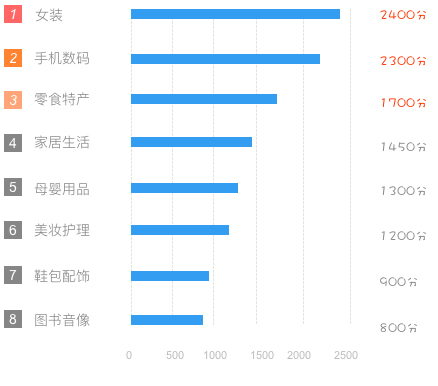 1 女装 2400分
2 手机数码 2300分
3 零食特产 1700分
4 家居生活 1450分
5 母婴用品 1300分
6 美妆护理 1200分
7 鞋包配饰 900分
8 图书音像 800分
0 500 1000 1500 2000 2500